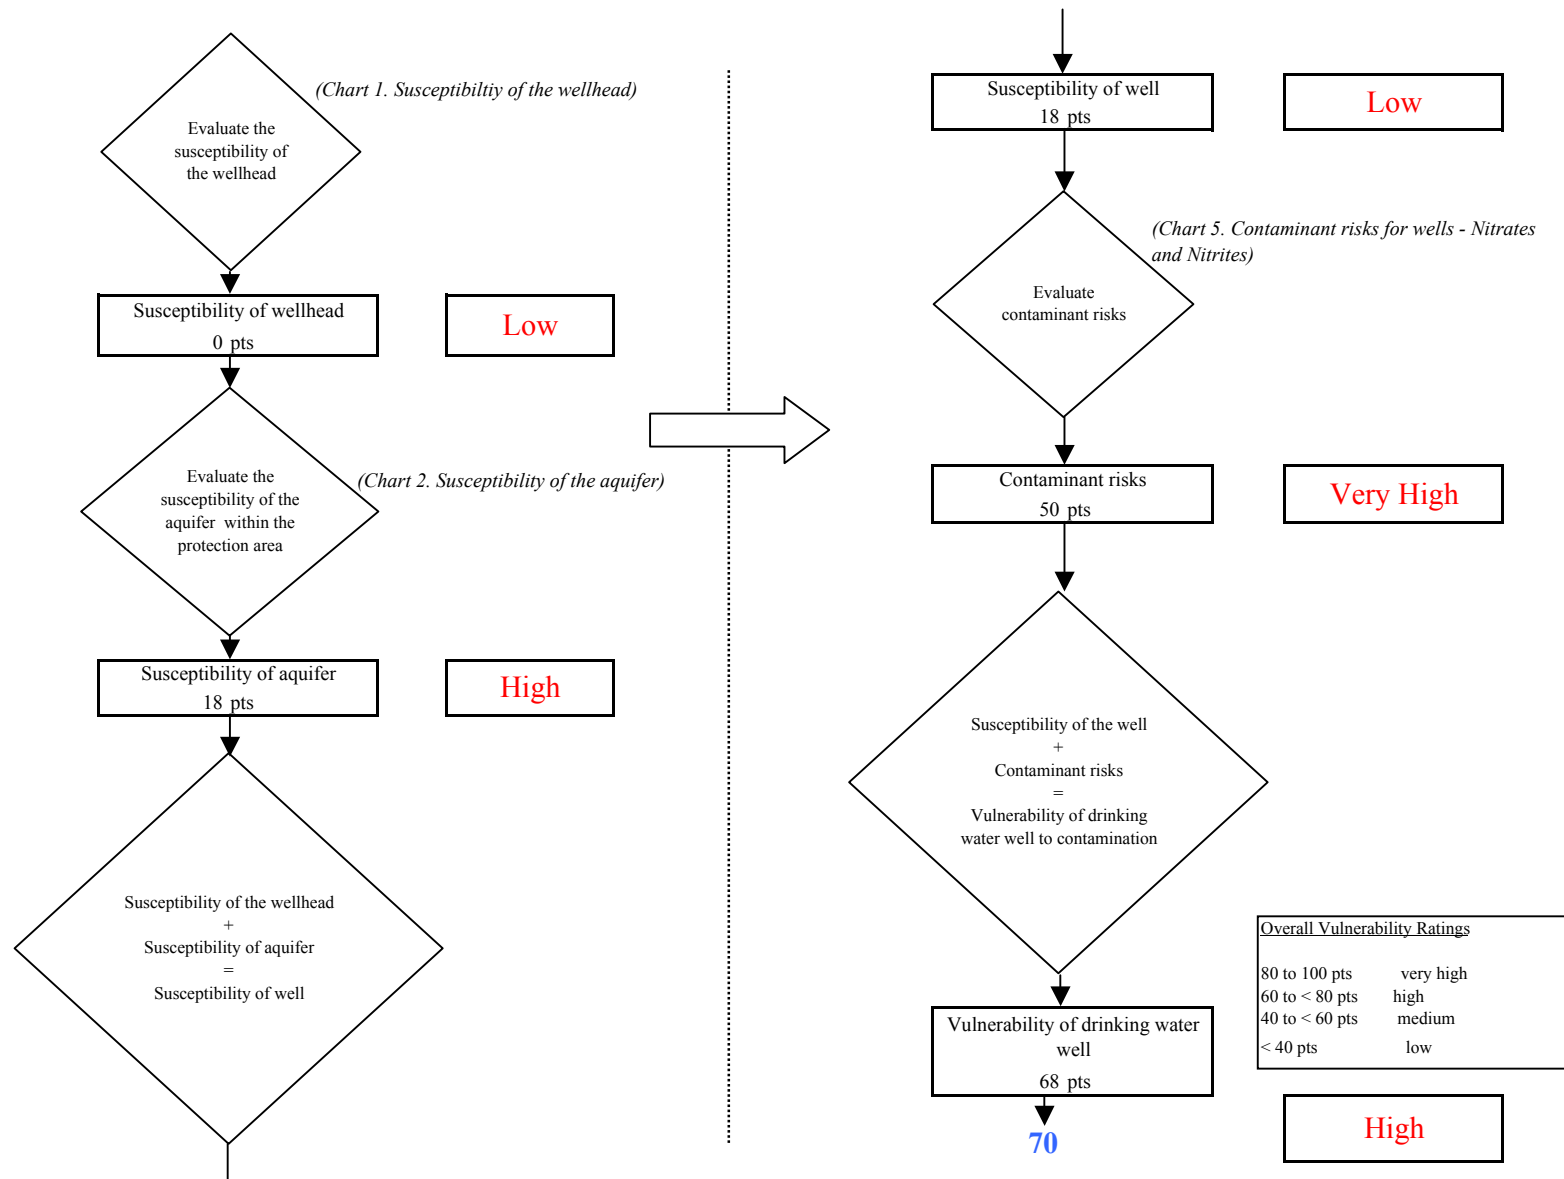 (Chart 1. Susceptibiltiy of the wellhead)
Evaluate the
susceptibility of
the wellhead
Susceptibility of wellhead
0 pts
Low
Evaluate the
susceptibility of the
aquifer within the
protection area
(Chart 2. Susceptibility of the aquifer)
Susceptibility of aquifer
18 pts
High
Susceptibility of the wellhead
+
Susceptibility of aquifer
=
Susceptibility of well
Susceptibility of well
18 pts
Low
(Chart 5. Contaminant risks for wells - Nitrates
and Nitrites)
Evaluate
contaminant risks
Contaminant risks
50 pts
Very High
Susceptibility of the well
+
Contaminant risks
=
Vulnerability of drinking
water well to contamination
Overall Vulnerability Ratings
80 to 100 pts very high
60 to < 80 pts high
40 to < 60 pts medium
< 40 pts low
Vulnerability of drinking water
well
68 pts
70
High